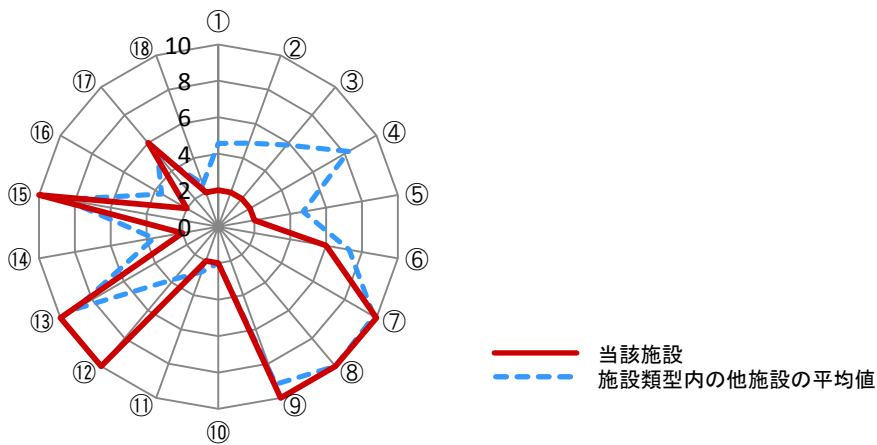 ①
⑱ 10 ②
⑰ 8 ③
⑯ 6 ④
4
⑮ 2 ⑤
0
⑭ ⑥
⑬ ⑦
⑫ ⑧
⑪ ⑨
⑩
当該施設
施設類型内の他施設の平均値